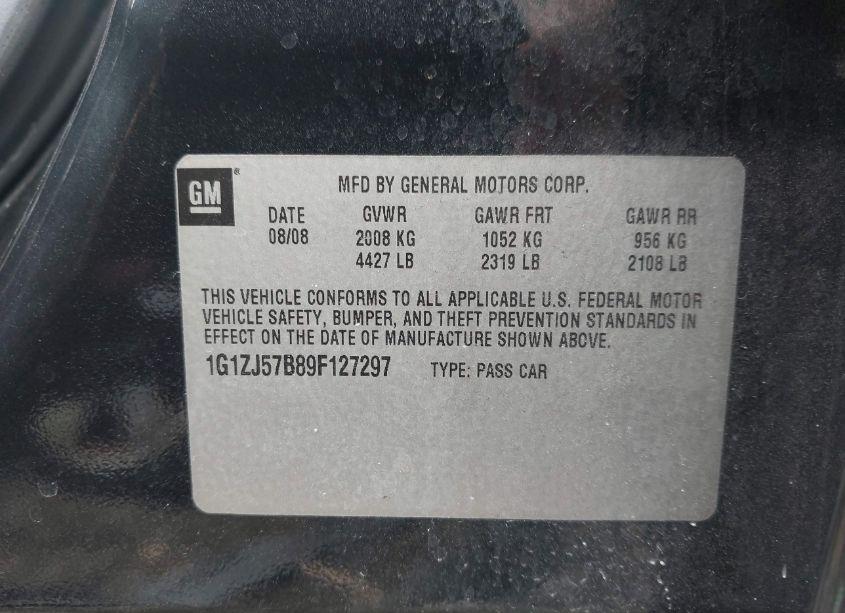 GM ®
MFD BY GENERAL MOTORS CORP.
DATE GVWR GAWR FRT GAWR RR
08/08 2008 KG 1052 KG 956 KG
4427 LB 2319 LB 2108 LB
THIS VEHICLE CONFORMS TO ALL APPLICABLE U.S. FEDERAL MOTOR
VEHICLE SAFETY, BUMPER, AND THEFT PREVENTION STANDARDS IN
EFFECT ON THE DATE OF MANUFACTURE SHOWN ABOVE.
1G1ZJ57B89F127297 TYPE: PASS CAR